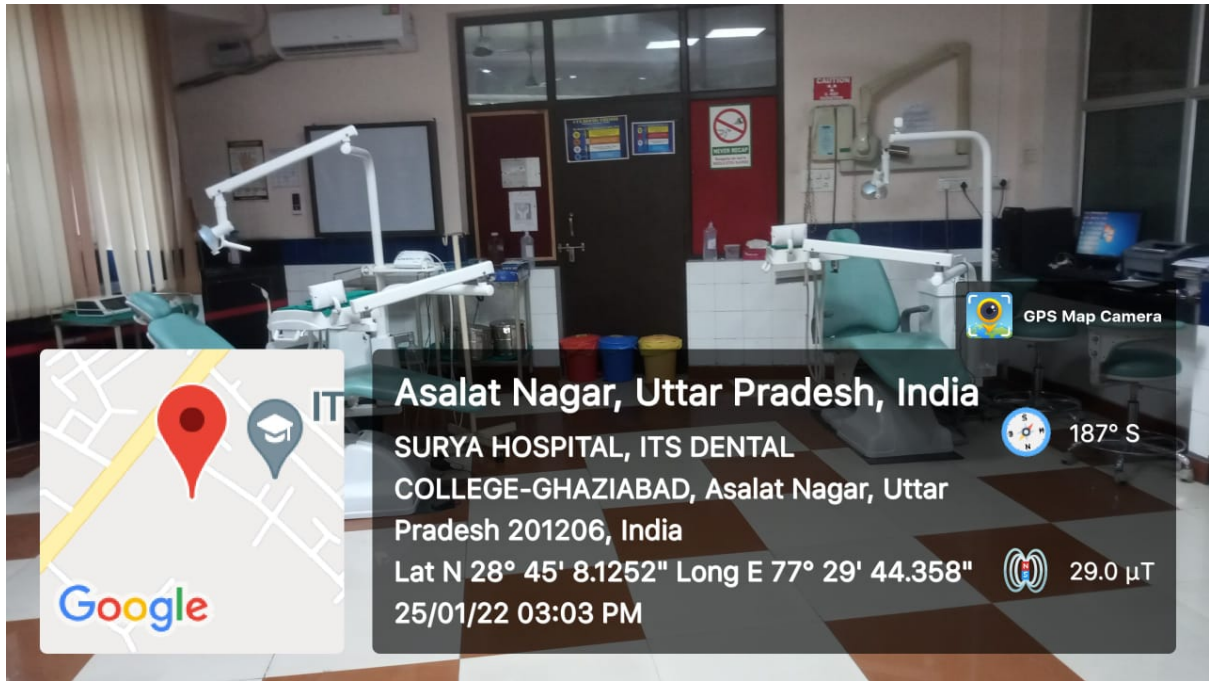 CAUTION
NEVER RECAP
GPS Map Camera
IT
Google
Asalat Nagar, Uttar Pradesh, India
SURYA HOSPITAL, ITS DENTAL
COLLEGE-GHAZIABAD, Asalat Nagar, Uttar
Pradesh 201206, India
Lat N 28° 45' 8.1252" Long E 77° 29' 44.358"
25/01/22 03:03 PM
187° S
29.0 µT